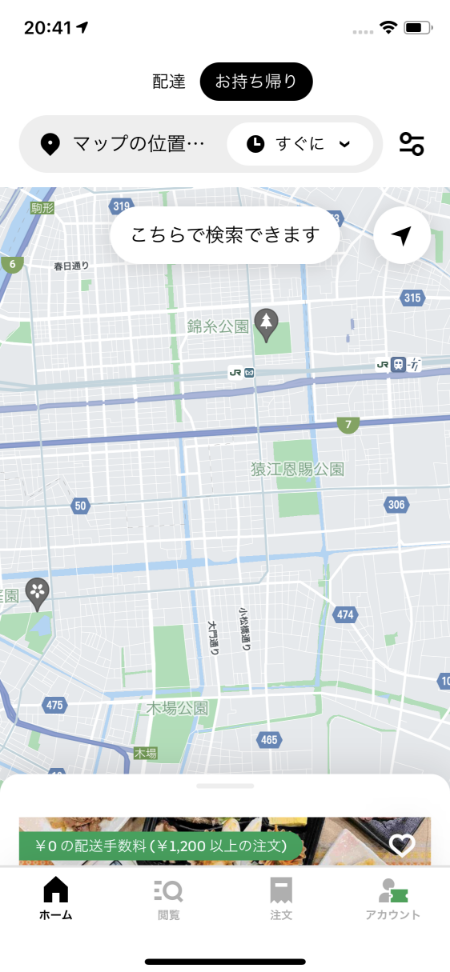 20:41
配達
お持ち帰り
マップの位置…
すぐに
駒形
319
こちらで検索できます
6
春日通り
315
錦糸公園
JR
JR
7
猿江恩賜公園
50
306
庭園
474
小松橋通り
大門通り
475
木場公園
465
木場
¥0 の配送手数料 (¥1,200 以上の注文)
ホーム
閲覧
注文
アカウント